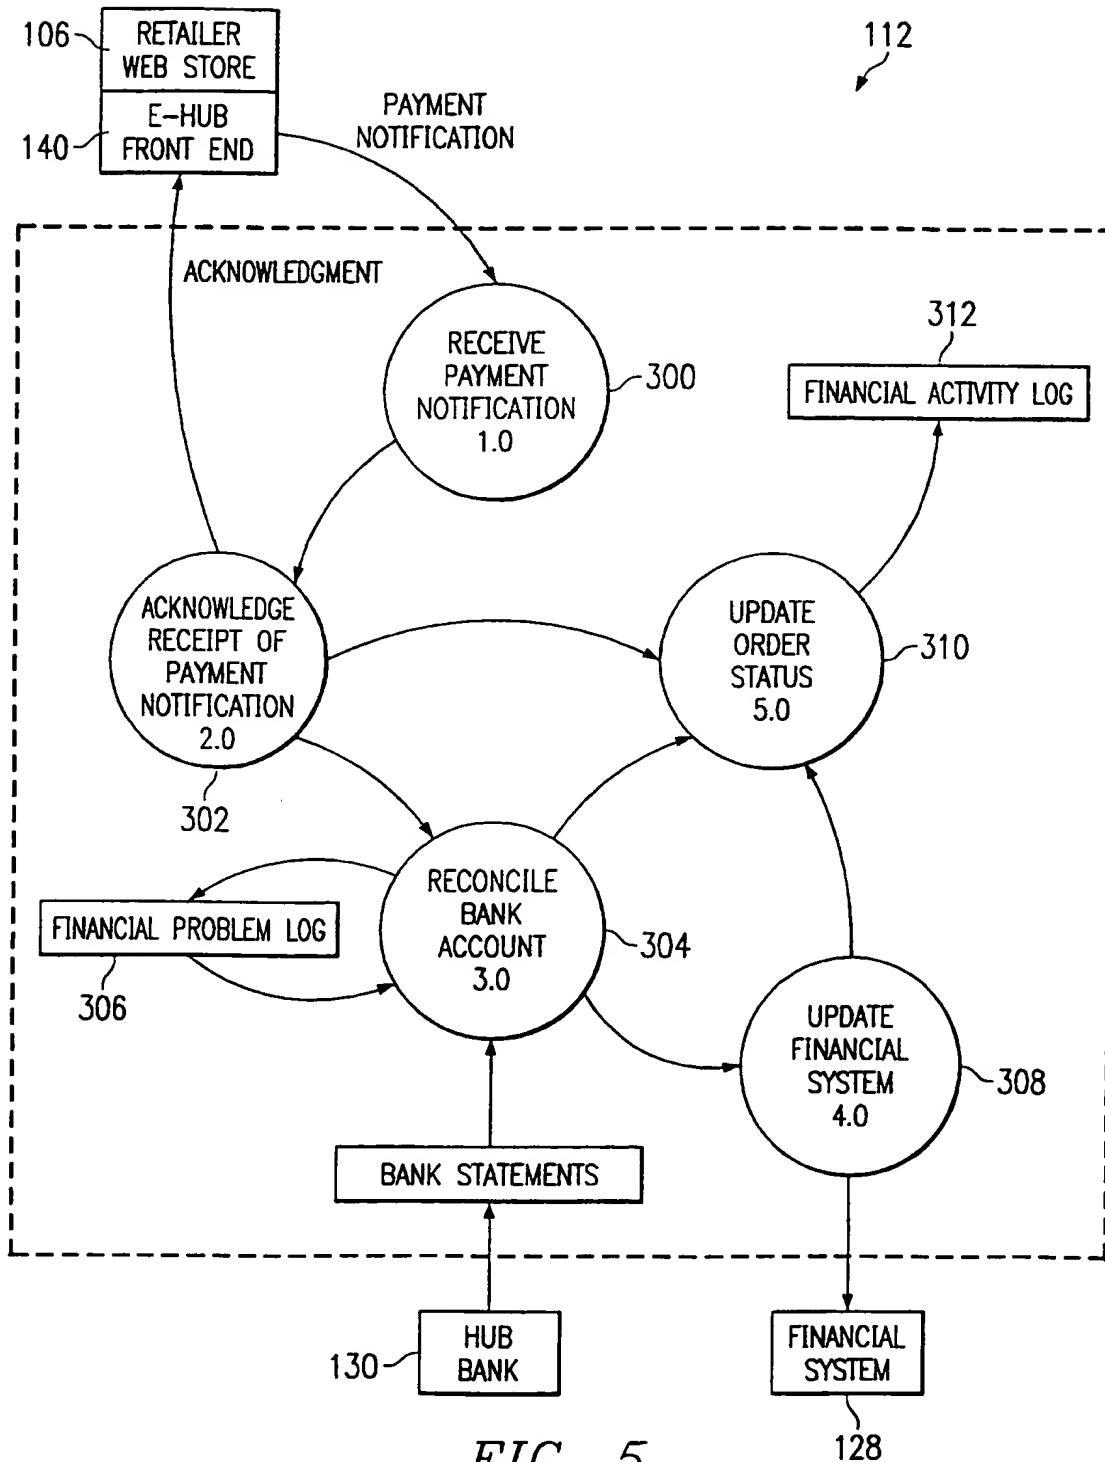 106
RETAILER
WEB STORE
112
140
E-HUB
FRONT END
PAYMENT
NOTIFICATION
ACKNOWLEDGMENT
RECEIVE
PAYMENT
NOTIFICATION
1.0
300
312
FINANCIAL ACTIVITY LOG
ACKNOWLEDGE
RECEIPT OF
PAYMENT
NOTIFICATION
2.0
302
UPDATE
ORDER
STATUS
5.0
310
RECONCILE
BANK
ACCOUNT
3.0
304
FINANCIAL PROBLEM LOG
306
UPDATE
FINANCIAL
SYSTEM
4.0
308
BANK STATEMENTS
130
HUB
BANK
FINANCIAL
SYSTEM
128
FIG. 5